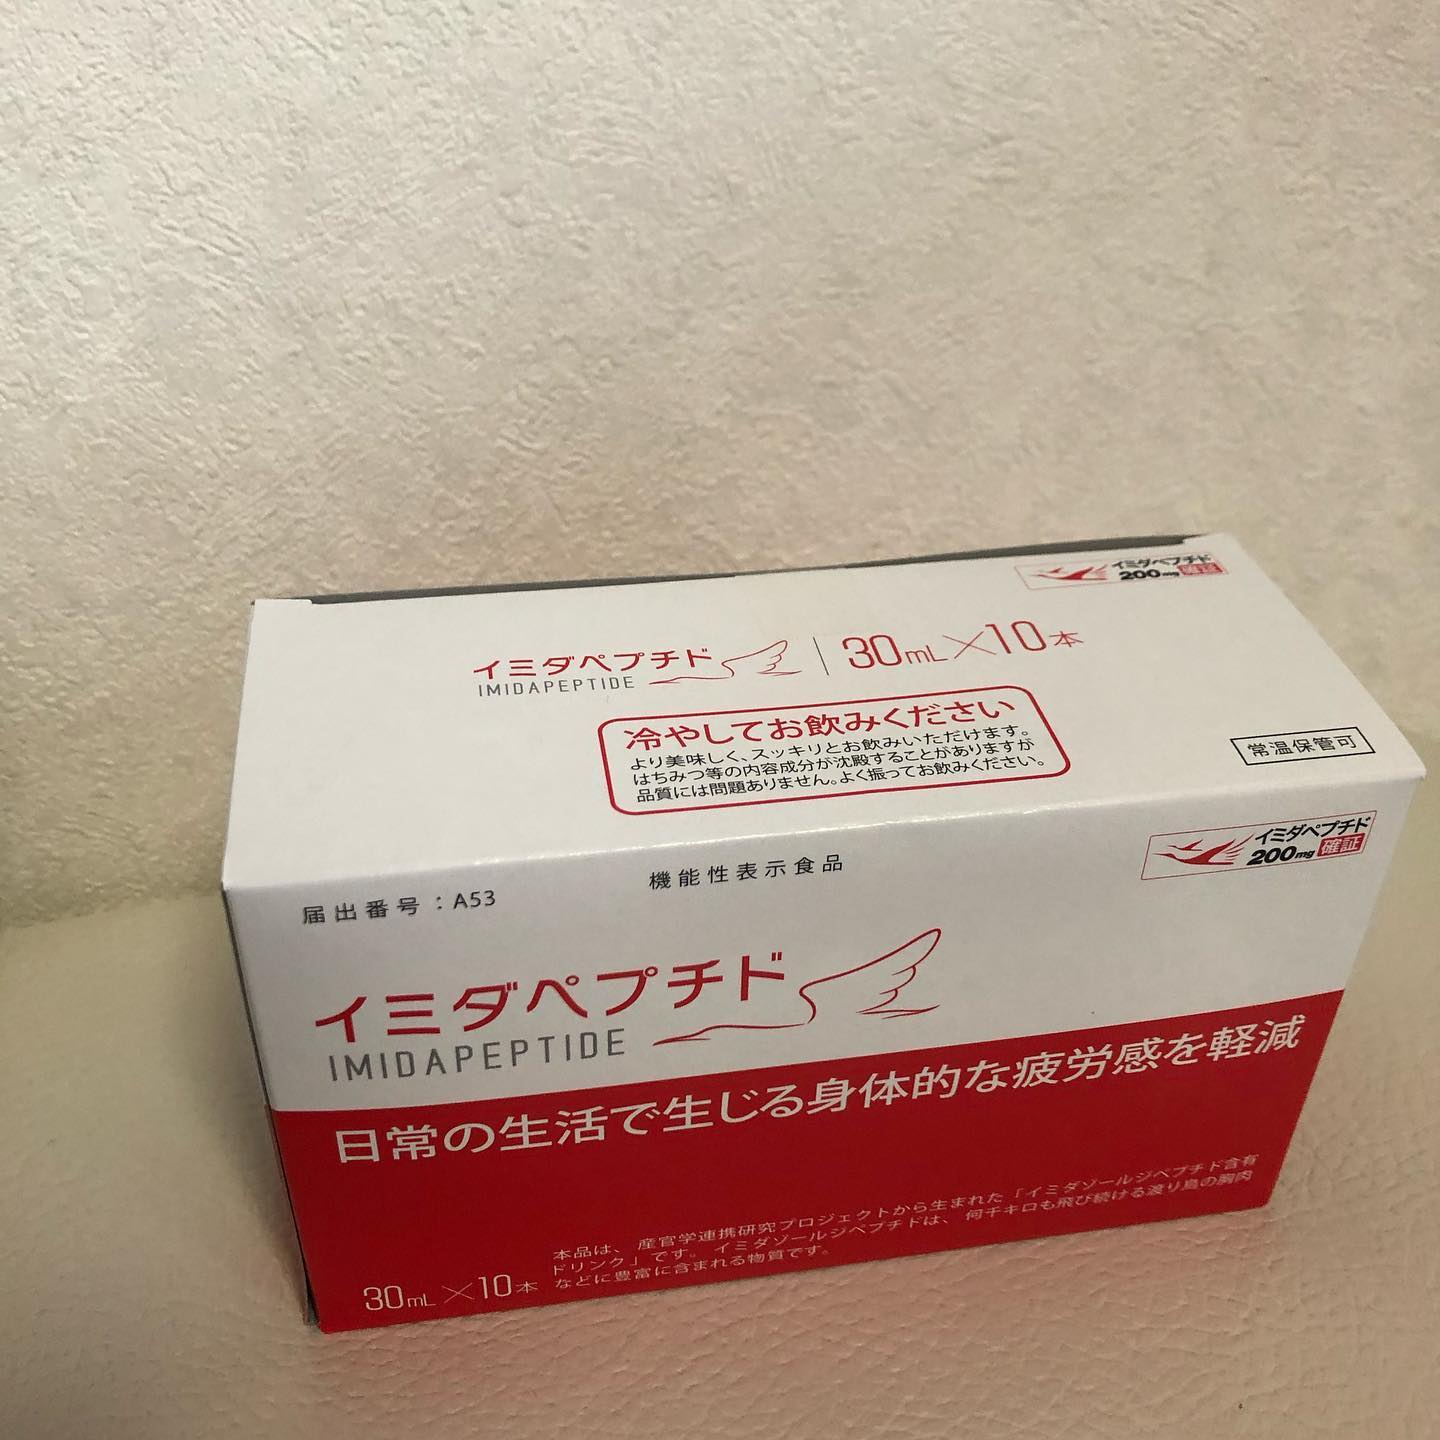 イミダペプチド
200mg 確証
イミダペプチド
IMIDAPEPTIDE
30mL×10本
冷やしてお飲みください
より美味しく、スッキリとお飲みいただけます。
はちみつ等の内容成分が沈殿することがありますが
品質には問題ありません。よく振ってお飲みください。
常温保管可
イミダペプチド
200mg 確証
機能性表示食品
届出番号：A53
イミダペプチド
IMIDAPEPTIDE
日常の生活で生じる身体的な疲労感を軽減
本品は、産官学連携研究プロジェクトから生まれた「イミダゾールジペプチド含有
ドリンク」です。イミダゾールジペプチドは、何千キロも飛び続ける渡り鳥の胸肉
などに豊富に含まれる物質です。
30mL×10本